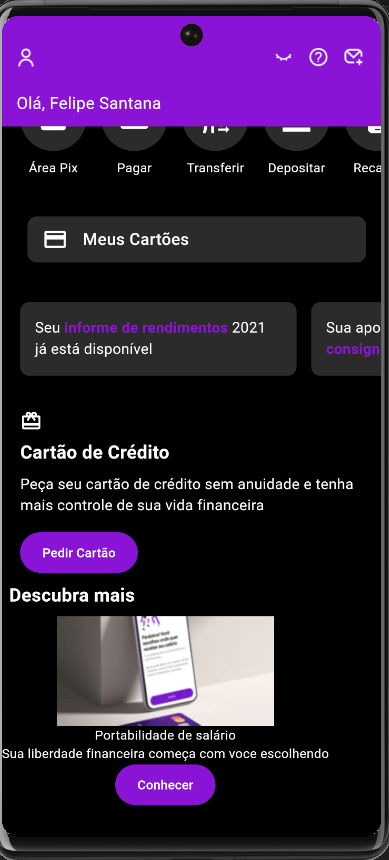 Olá, Felipe Santana
Área Pix
Pagar
Transferir
Depositar
Reca
Meus Cartões
Seu informe de rendimentos 2021
já está disponível
Sua apo
consign
Cartão de Crédito
Peça seu cartão de crédito sem anuidade e tenha
mais controle de sua vida financeira
Pedir Cartão
Descubra mais
Portabilidade de salário
Sua liberdade financeira começa com voce escolhendo
Conhecer